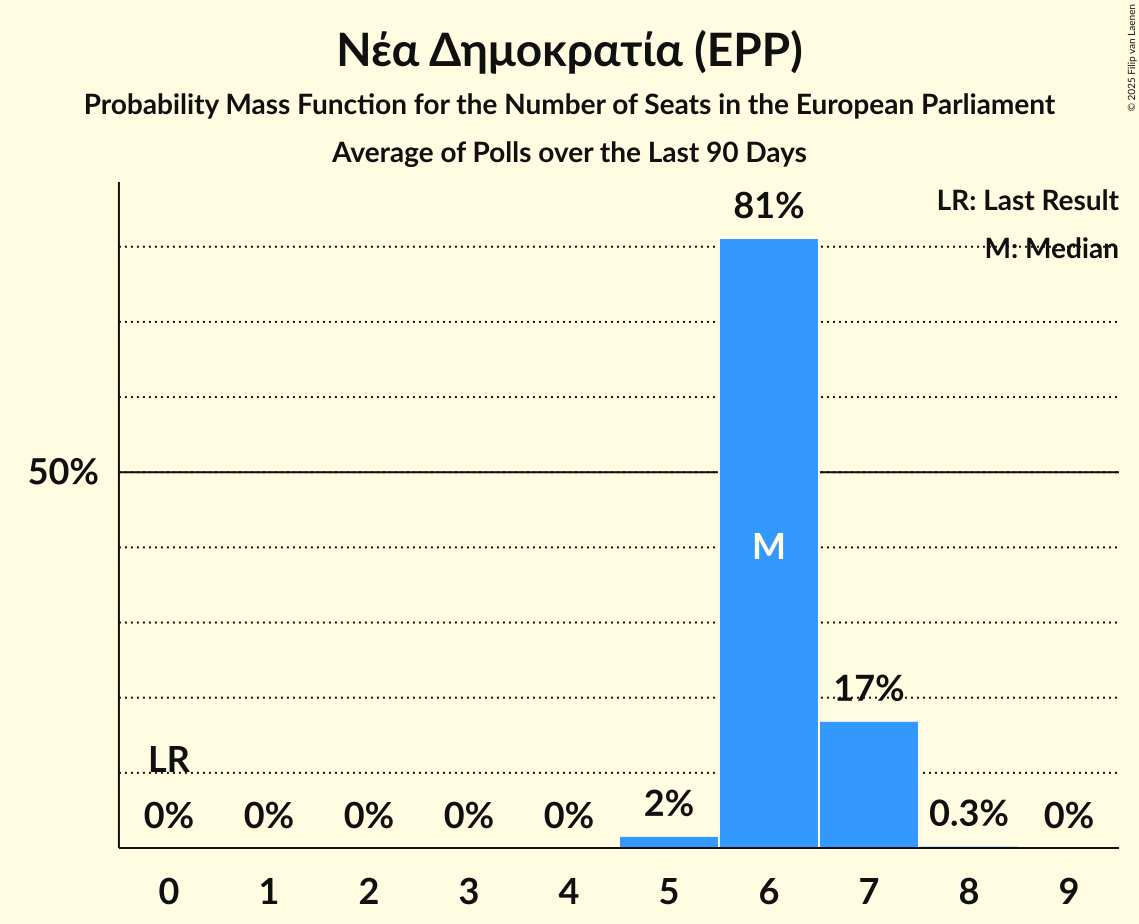 Νέα Δημοκρατία (EPP)
Probability Mass Function for the Number of Seats in the European Parliament
Average of Polls over the Last 90 Days
© 2025 Filip van Laenen
LR: Last Result
M: Median
81%
50%
M
17%
LR
0% 0% 0% 0% 0% 2% 0.3% 0%
0 1 2 3 4 5 6 7 8 9